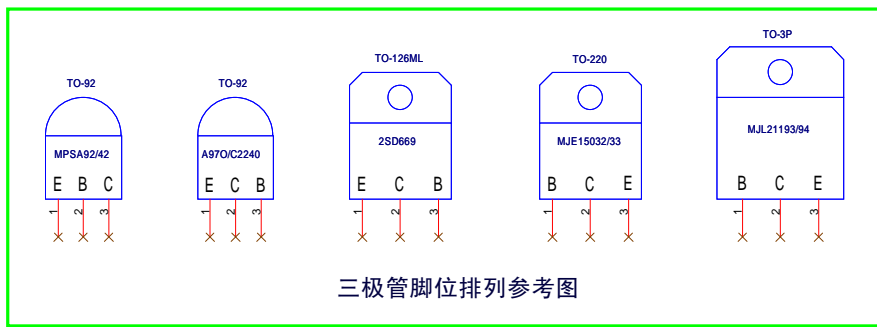 TO-92
MPSA92/42
E B C
1 2 3
TO-92
A970/C2240
E C B
1 2 3
TO-126ML
2SD669
E C B
1 2 3
TO-220
MJE15032/33
B C E
1 2 3
TO-3P
MJL21193/94
B C E
1 2 3
三极管脚位排列参考图